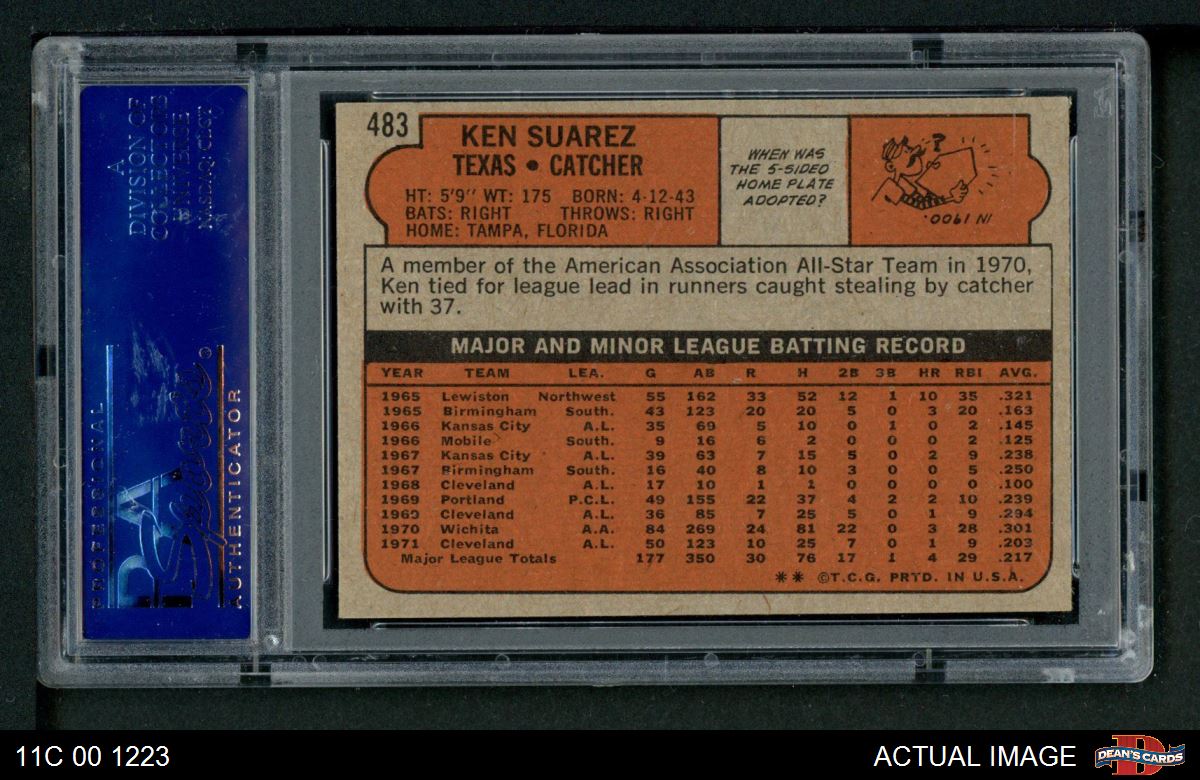 A
DIVISION OF
COLLECTORS
UNIVERSE
NASDAQ: CLCT
PROFESSIONAL
PSA
Sports
AUTHENTICATOR
483
KEN SUAREZ
TEXAS • CATCHER
HT: 5'9" WT: 175 BORN: 4-12-43
BATS: RIGHT THROWS: RIGHT
HOME: TAMPA, FLORIDA
WHEN WAS
THE 5-SIDED
HOME PLATE
ADOPTED?
?
IN 1900.
A member of the American Association All-Star Team in 1970,
Ken tied for league lead in runners caught stealing by catcher
with 37.
MAJOR AND MINOR LEAGUE BATTING RECORD
YEAR TEAM LEA. G AB R H 2B 3B HR RBI AVG.
1965 Lewiston Northwest 55 162 33 52 12 1 10 35 .321
1965 Birmingham South. 43 123 20 20 5 0 3 20 .163
1966 Kansas City A.L. 35 69 5 10 0 1 0 2 .145
1966 Mobile South. 9 16 6 2 0 0 0 2 .125
1967 Kansas City A.L. 39 63 7 15 5 0 2 9 .238
1967 Birmingham South. 16 40 8 10 3 0 0 5 .250
1968 Cleveland A.L. 17 10 1 1 0 0 0 0 .100
1969 Portland P.C.L. 49 155 22 37 4 2 2 10 .239
1969 Cleveland A.L. 36 85 7 25 5 0 1 9 .294
1970 Wichita A.A. 84 269 24 81 22 0 3 28 .301
1971 Cleveland A.L. 50 123 10 25 7 0 1 9 .203
Major League Totals 177 350 30 76 17 1 4 29 .217
** ©T.C.G. PRTD. IN U.S.A.
11C 00 1223
ACTUAL IMAGE
D
DEAN'S CARDS